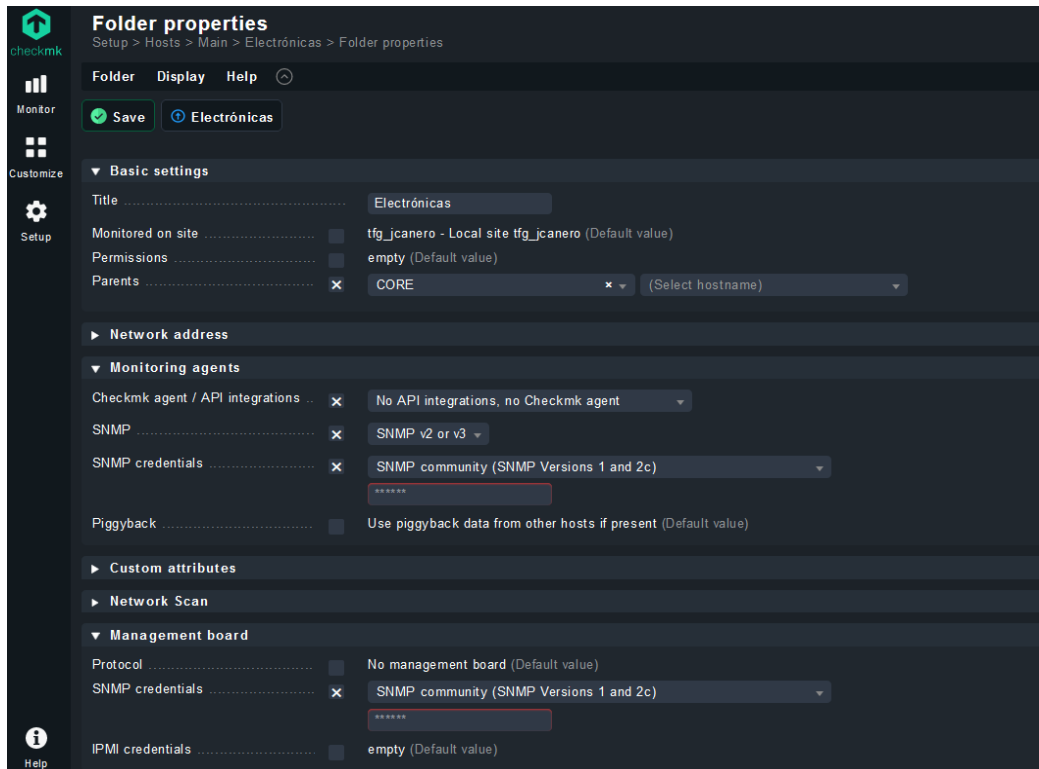 checkmk
Monitor
Customize
Setup
Help
Folder properties
Setup > Hosts > Main > Electrónicas > Folder properties
Folder Display Help
Save Electrónicas
Basic settings
Title Electrónicas
Monitored on site tfg_jcanero - Local site tfg_jcanero (Default value)
Permissions empty (Default value)
Parents CORE (Select hostname)
Network address
Monitoring agents
Checkmk agent / API integrations No API integrations, no Checkmk agent
SNMP SNMP v2 or v3
SNMP credentials SNMP community (SNMP Versions 1 and 2c)
******
Piggyback Use piggyback data from other hosts if present (Default value)
Custom attributes
Network Scan
Management board
Protocol No management board (Default value)
SNMP credentials SNMP community (SNMP Versions 1 and 2c)
******
IPMI credentials empty (Default value)